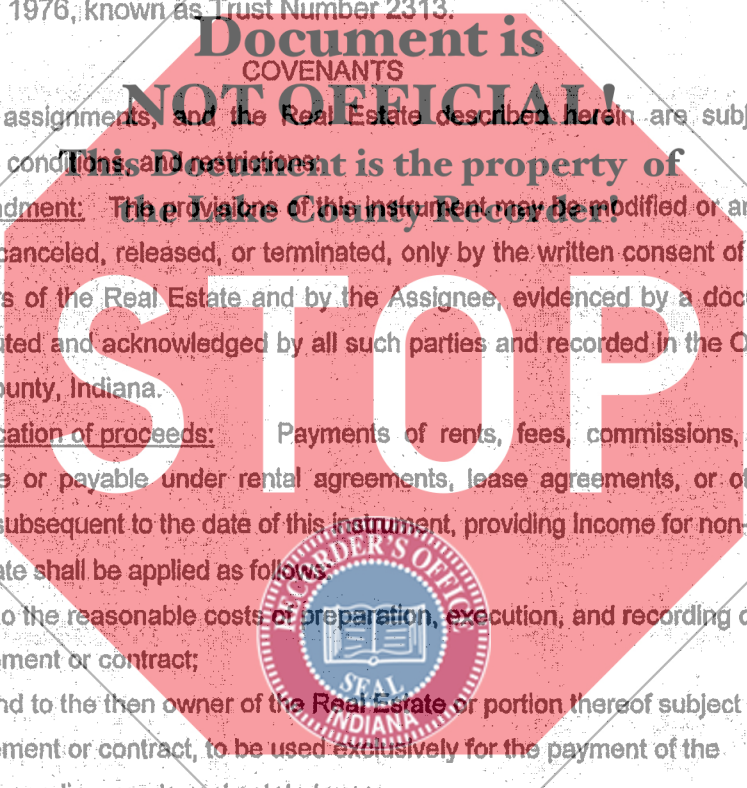 1976, known as Trust Number 2313.
Document is
COVENANTS
NOT OFFICIAL!
assignments, and the Real Estate described herein are subj
This Document is the property of
conditions, and restrictions:
the Lake County Recorder!
ndment: The provisions of this instrument may be modified or an
canceled, released, or terminated, only by the written consent of
rs of the Real Estate and by the Assignee, evidenced by a docu
uted and acknowledged by all such parties and recorded in the O
ounty, Indiana.
STOP
cation of proceeds: Payments of rents, fees, commissions,
e or payable under rental agreements, lease agreements, or ot
subsequent to the date of this instrument, providing Income for non-
ate shall be applied as follows:
RECORDER'S OFFICE
o the reasonable costs of preparation, execution, and recording o
ment or contract;
SEAL
INDIANA
nd to the then owner of the Real Estate or portion thereof subject
ment or contract, to be used exclusively for the payment of the